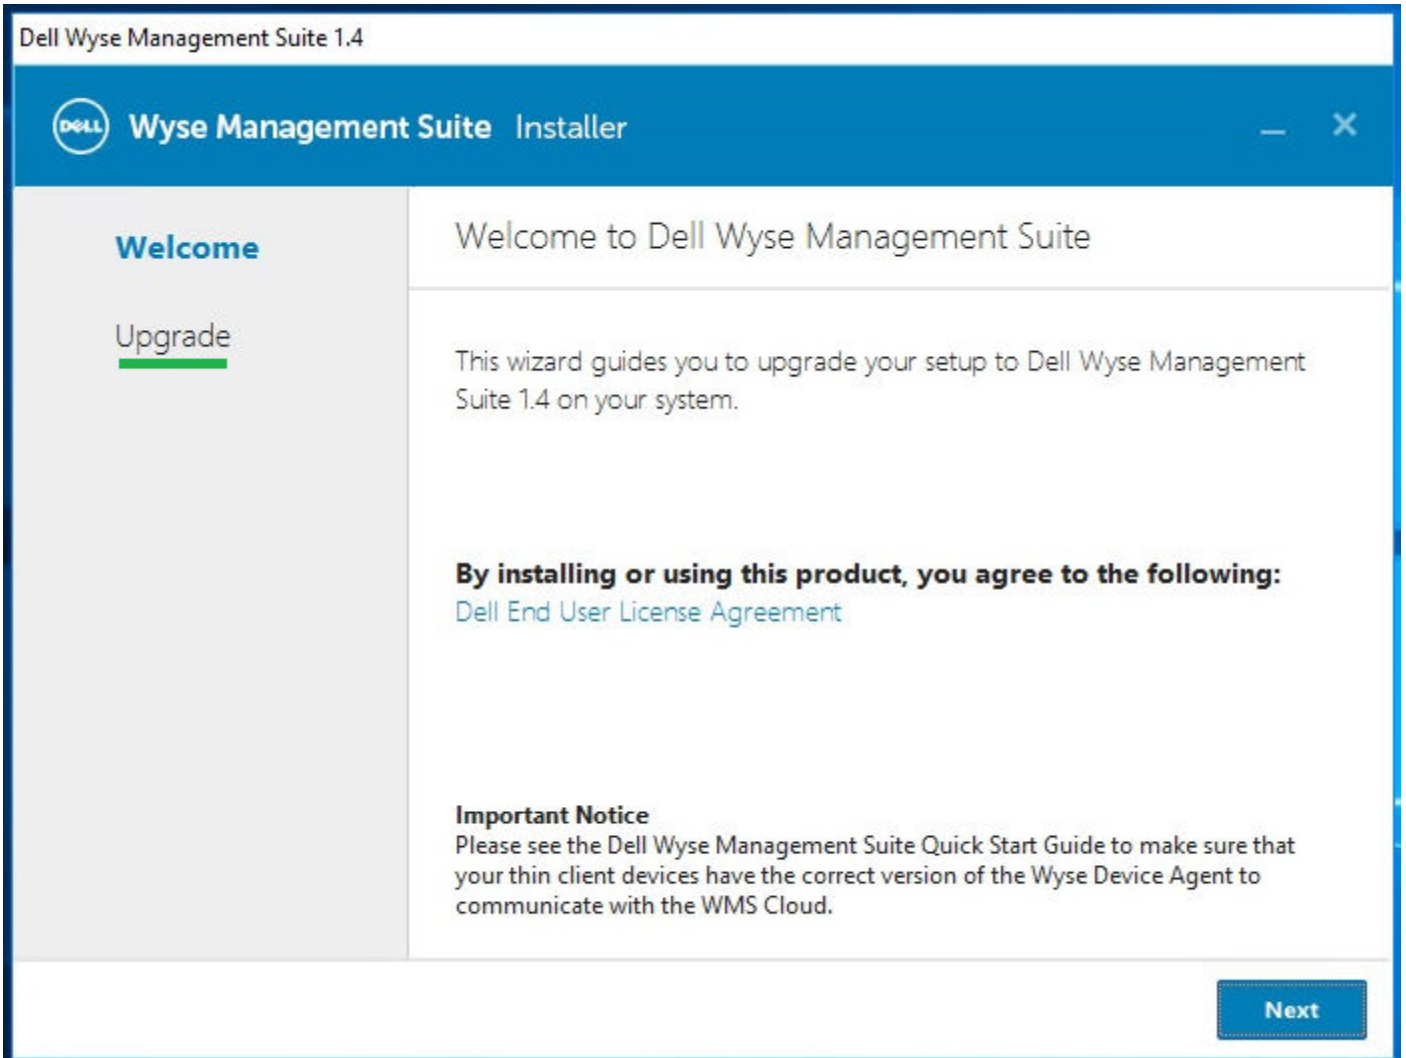 Dell Wyse Management Suite 1.4
DELL Wyse Management Suite Installer
Welcome
Upgrade
Welcome to Dell Wyse Management Suite
This wizard guides you to upgrade your setup to Dell Wyse Management
Suite 1.4 on your system.
By installing or using this product, you agree to the following:
Dell End User License Agreement
Important Notice
Please see the Dell Wyse Management Suite Quick Start Guide to make sure that
your thin client devices have the correct version of the Wyse Device Agent to
communicate with the WMS Cloud.
Next